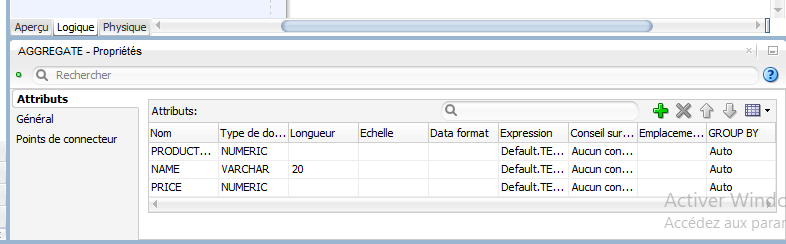 Aperçu Logique Physique
AGGREGATE - Propriétés
Rechercher
Attributs
Général
Points de connecteur
Attributs:
Nom Type de do... Longueur Echelle Data format Expression Conseil sur... Emplaceme... GROUP BY
PRODUCT... NUMERIC Default.TE... Aucun con... Auto
NAME VARCHAR 20 Default.TE... Aucun con... Auto
PRICE NUMERIC Default.TE... Aucun con... Auto
Activer Windo
Accédez aux parar